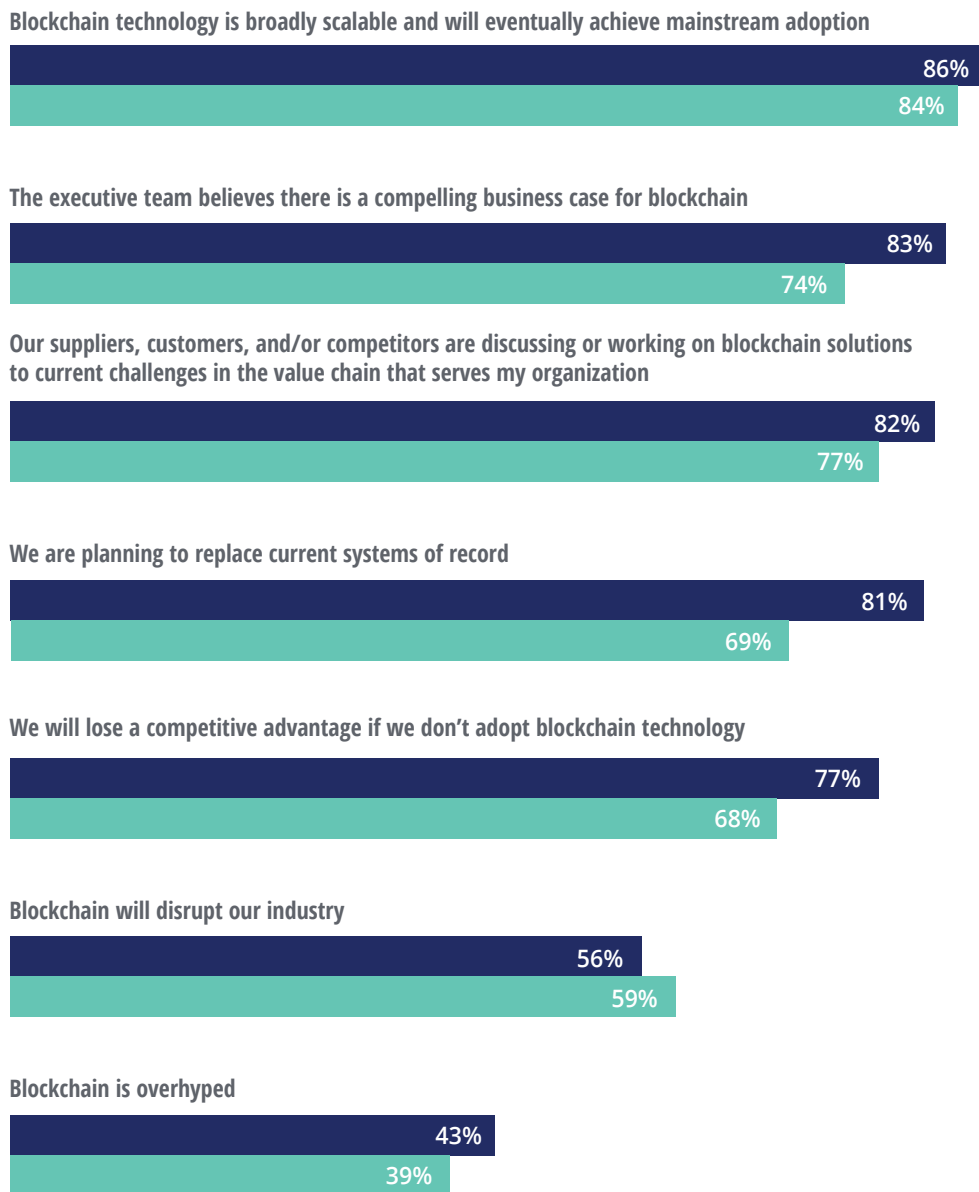 Blockchain technology is broadly scalable and will eventually achieve mainstream adoption
86%
84%
The executive team believes there is a compelling business case for blockchain
83%
74%
Our suppliers, customers, and/or competitors are discussing or working on blockchain solutions
to current challenges in the value chain that serves my organization
82%
77%
We are planning to replace current systems of record
81%
69%
We will lose a competitive advantage if we don’t adopt blockchain technology
77%
68%
Blockchain will disrupt our industry
56%
59%
Blockchain is overhyped
43%
39%